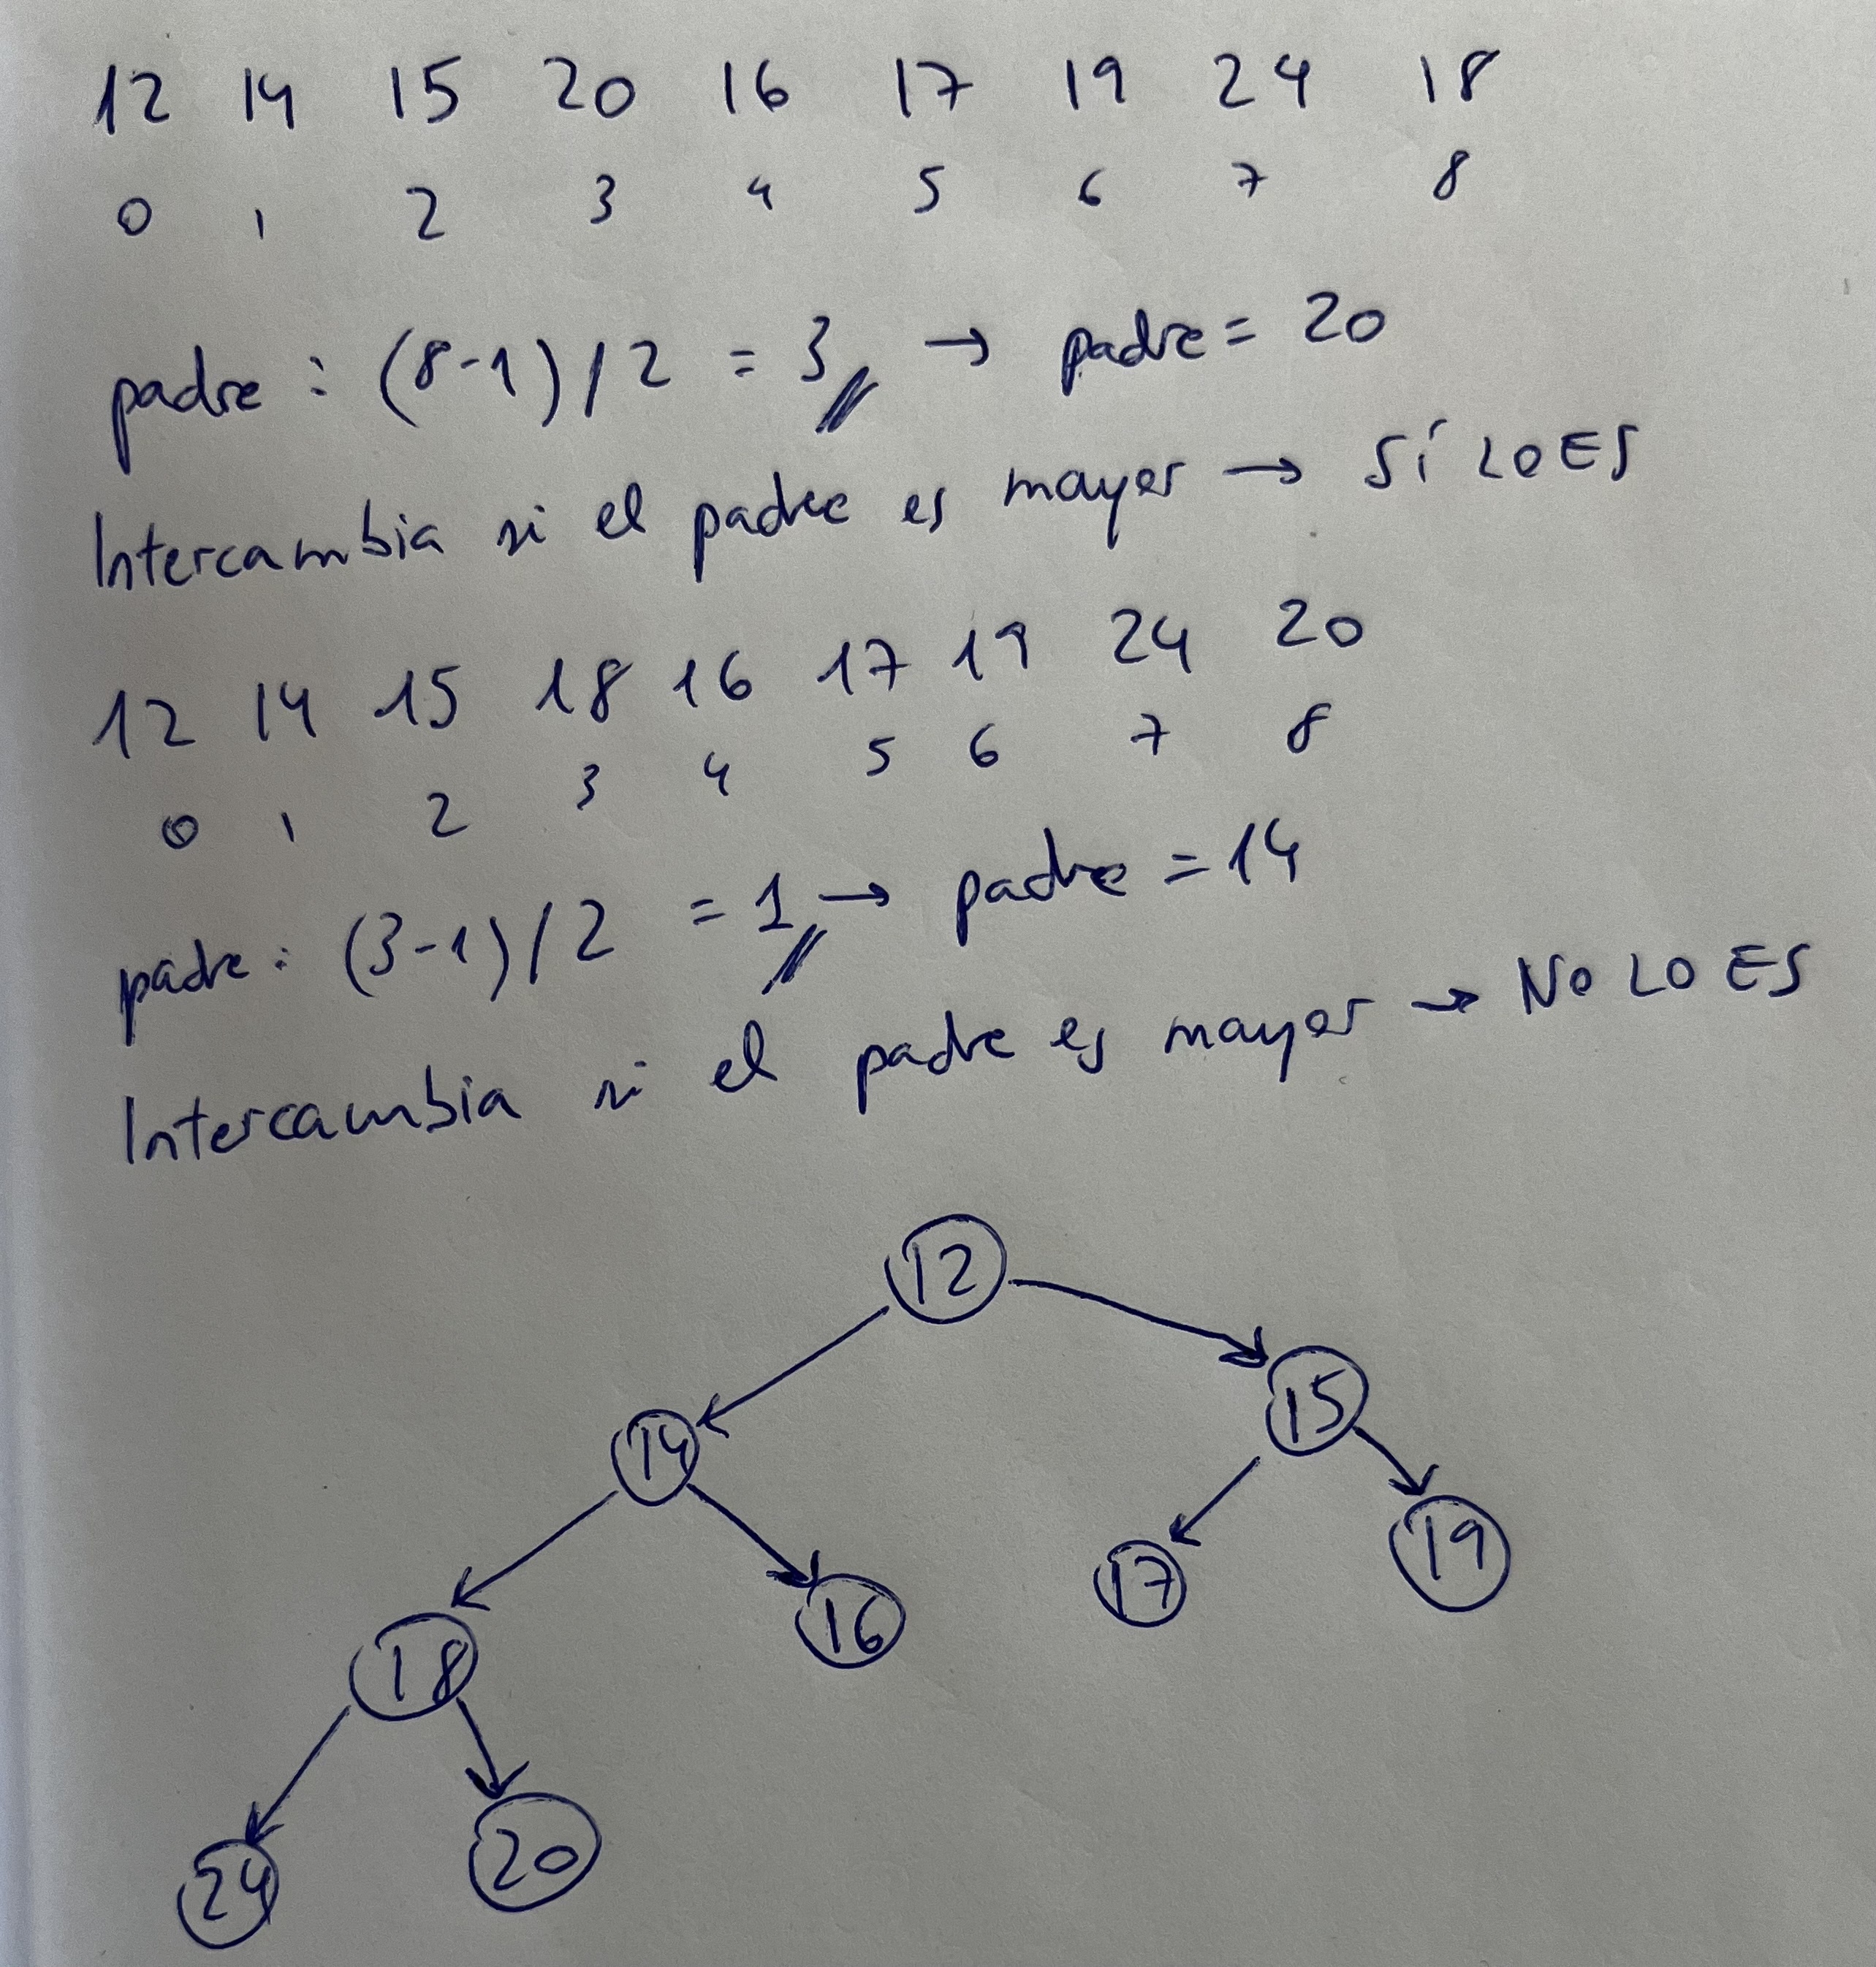 12 14 15 20 16 17 19 24 18
0 1 2 3 4 5 6 7 8
padre : (8-1)/2 = 3 → padre = 20
Intercambia si el padre es mayor → SÍ LO ES
12 14 15 18 16 17 19 24 20
0 1 2 3 4 5 6 7 8
padre: (3-1)/2 = 1 → padre = 14
Intercambia si el padre es mayor → NO LO ES
12
14 15
18 16 17 19
24 20